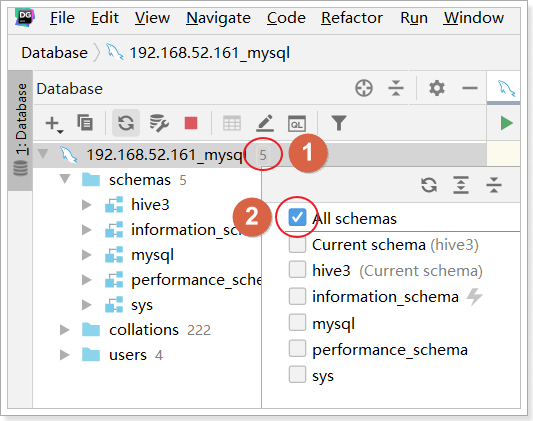 DG
File Edit View Navigate Code Refactor Run Window
Database 192.168.52.161_mysql
1: Database
Database
QL
192.168.52.161_mysql 5
1
schemas 5
hive3
information_sch
mysql
performance_sche
sys
collations 222
users 4
2
All schemas
Current schema (hive3)
hive3 (Current schema)
information_schema
mysql
performance_schema
sys